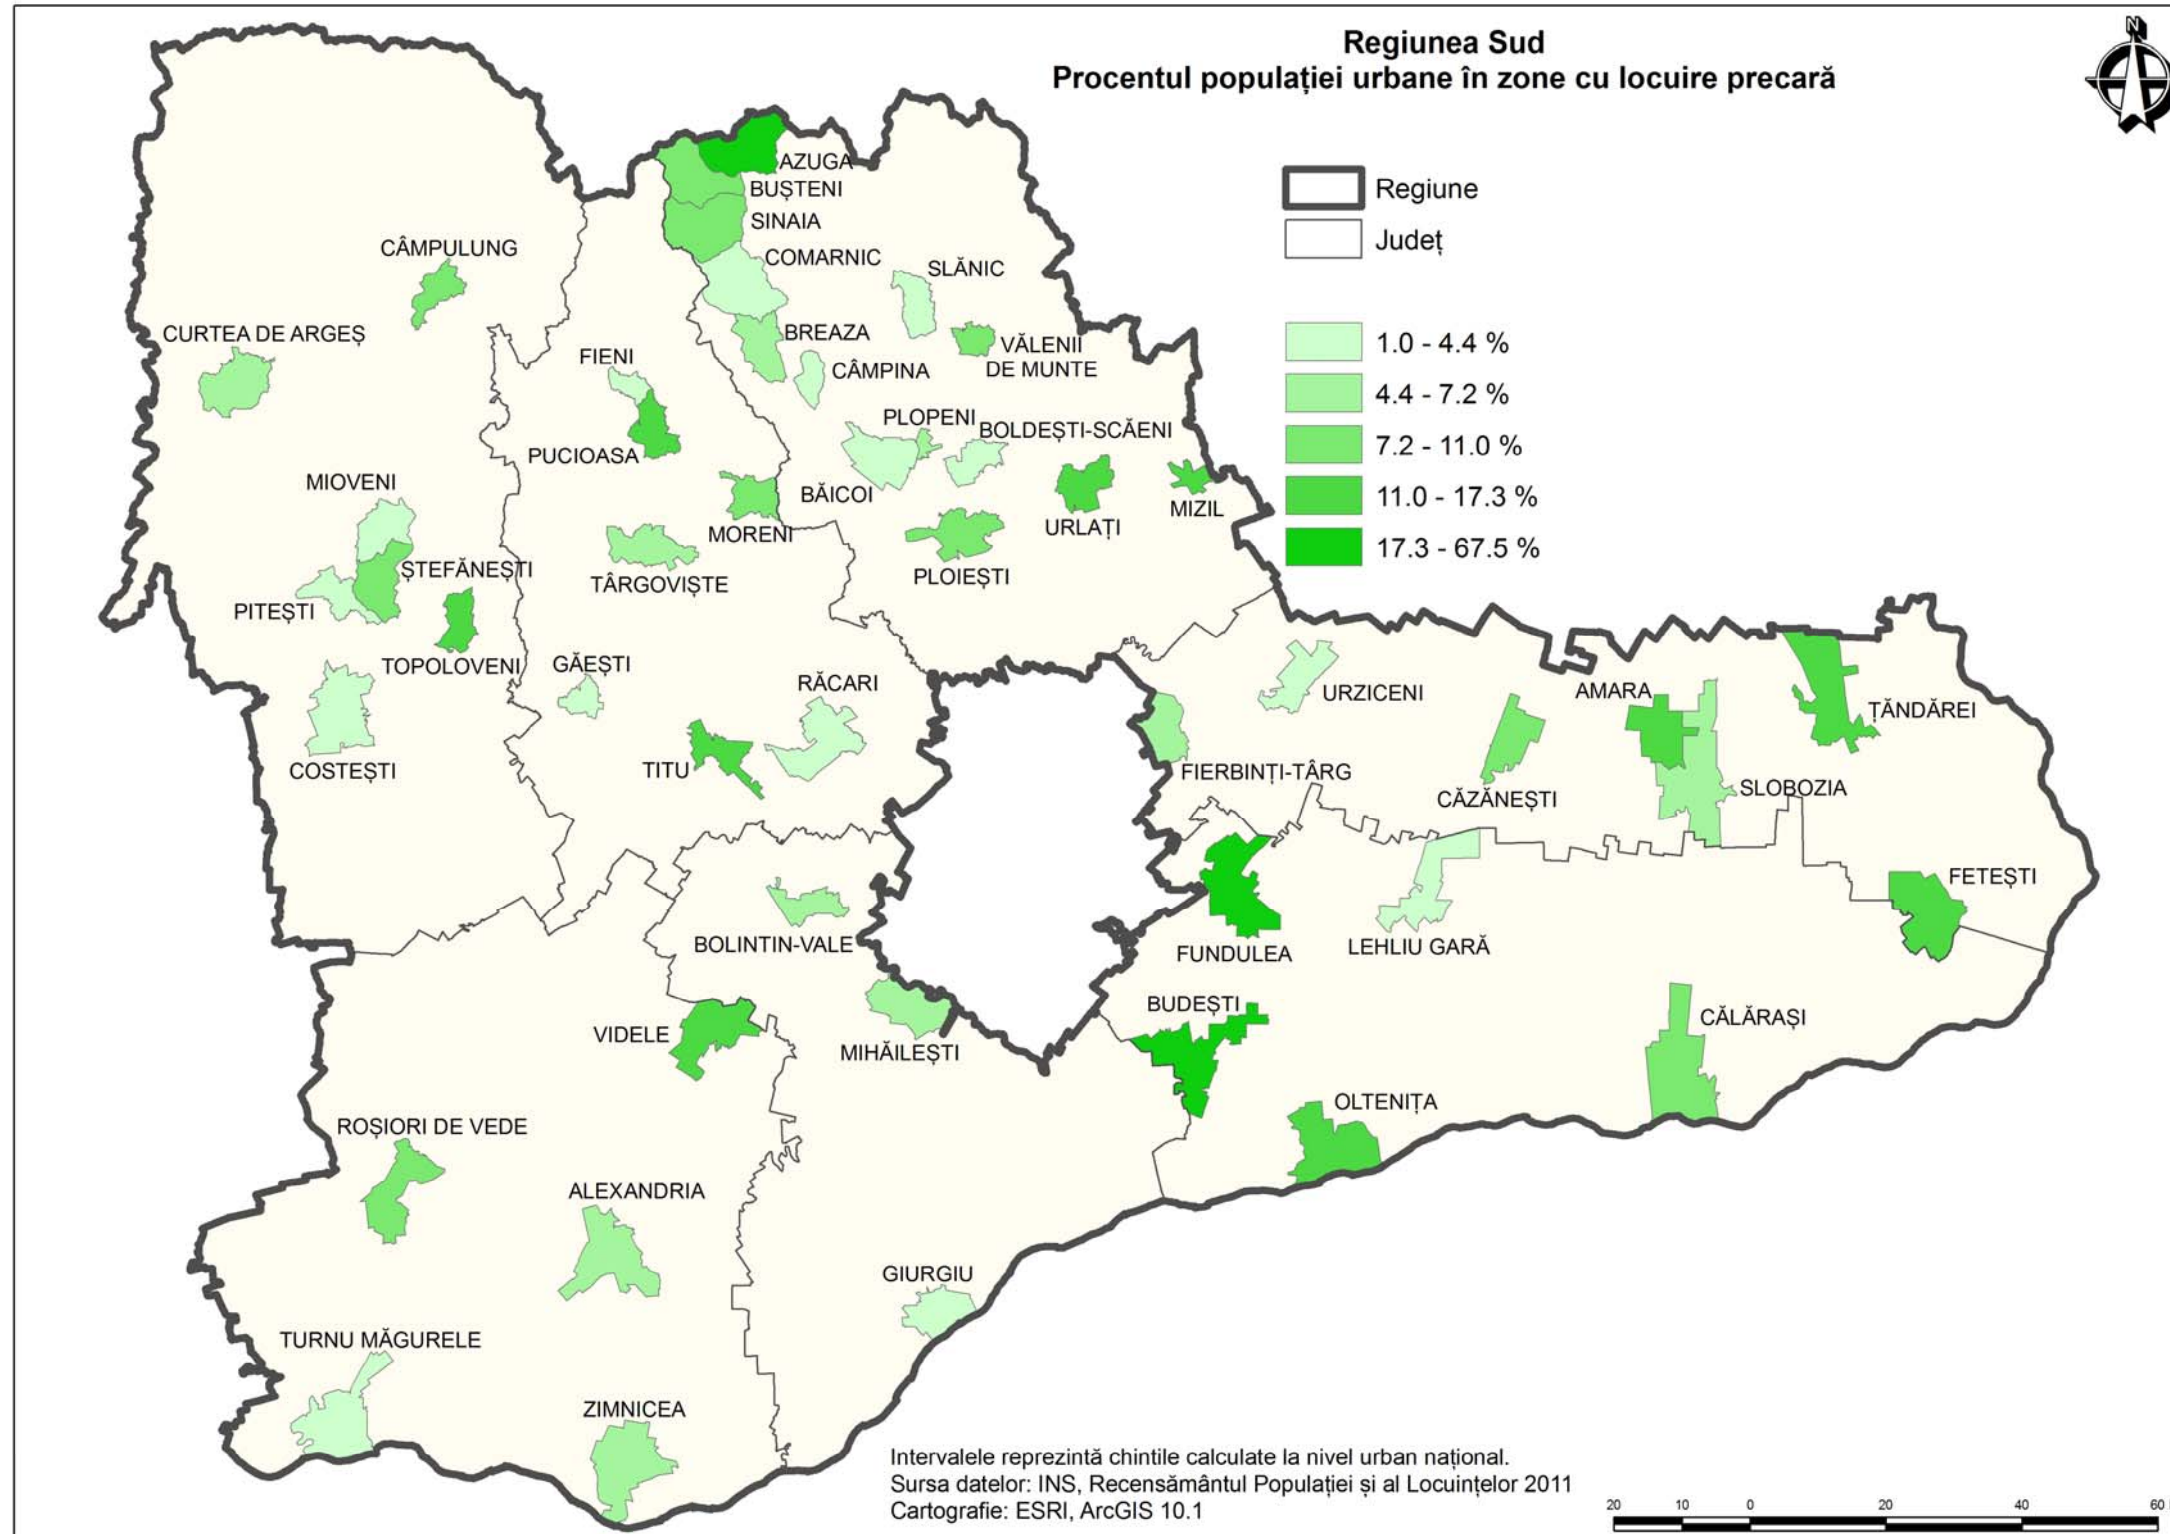 Regiunea Sud
Procentul populației urbane în zone cu locuire precară
N
Regiune
Județ
1.0 - 4.4 %
4.4 - 7.2 %
7.2 - 11.0 %
11.0 - 17.3 %
17.3 - 67.5 %
AZUGA
BUȘTENI
SINAIA
COMARNIC
SLĂNIC
CÂMPULUNG
CURTEA DE ARGEȘ
BREAZA
VĂLENII
DE MUNTE
FIENI
CÂMPINA
PLOPENI
BOLDEȘTI-SCĂENI
PUCIOASA
MIOVENI
BĂICOI
MIZIL
URLAȚI
MORENI
ȘTEFĂNEȘTI
TÂRGOVIȘTE
PLOIEȘTI
PITEȘTI
TOPOLOVENI
GĂEȘTI
RĂCARI
URZICENI
AMARA
ȚĂNDĂREI
COSTEȘTI
TITU
FIERBINȚI-TÂRG
CĂZĂNEȘTI
SLOBOZIA
FETEȘTI
BOLINTIN-VALE
FUNDULEA
LEHLIU GARĂ
BUDEȘTI
CĂLĂRAȘI
VIDELE
MIHĂILEȘTI
OLTENIȚA
ROȘIORI DE VEDE
ALEXANDRIA
GIURGIU
TURNU MĂGURELE
ZIMNICEA
Intervalele reprezintă chintile calculate la nivel urban național.
Sursa datelor: INS, Recensământul Populației și al Locuințelor 2011
Cartografie: ESRI, ArcGIS 10.1
20 10 0 20 40 60